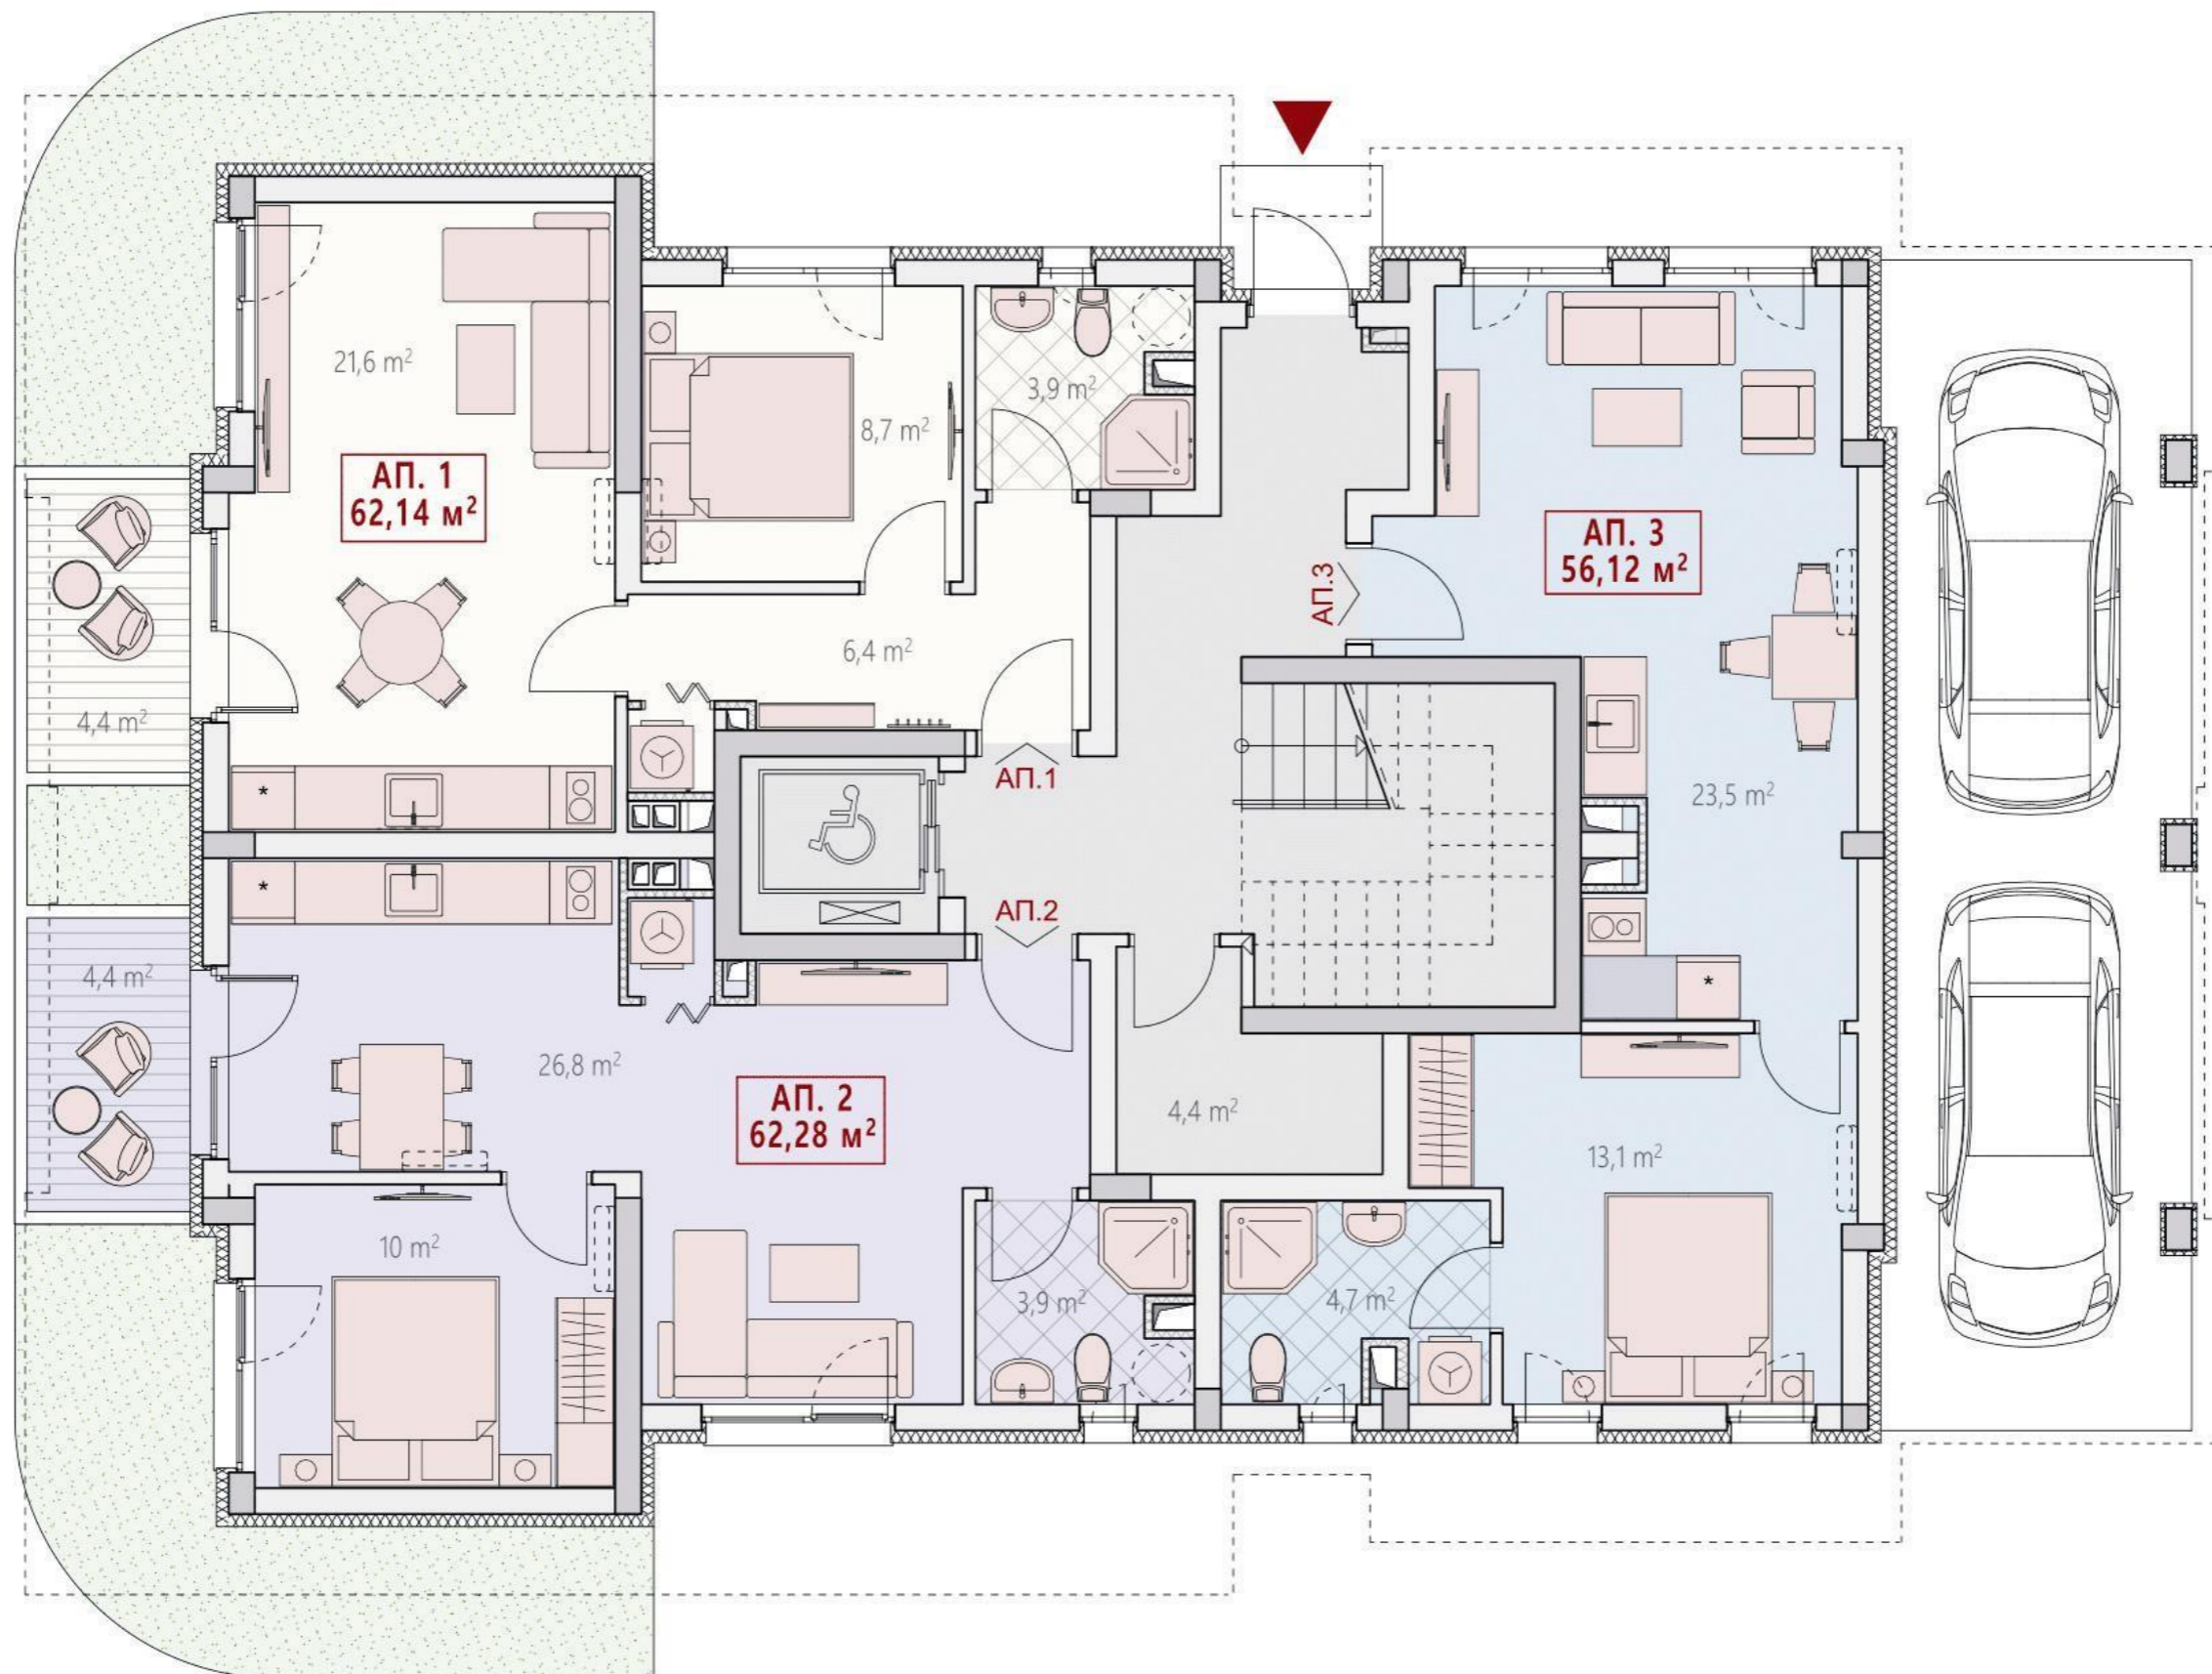 21,6 m²
АП. 1
62,14 м²
8,7 m²
3,9 m²
6,4 m²
4,4 m²
*
АП.1
АП.3
АП. 3
56,12 м²
23,5 m²
*
АП.2
*
4,4 m²
26,8 m²
АП. 2
62,28 м²
10 m²
3,9 m²
4,4 m²
4,7 m²
13,1 m²